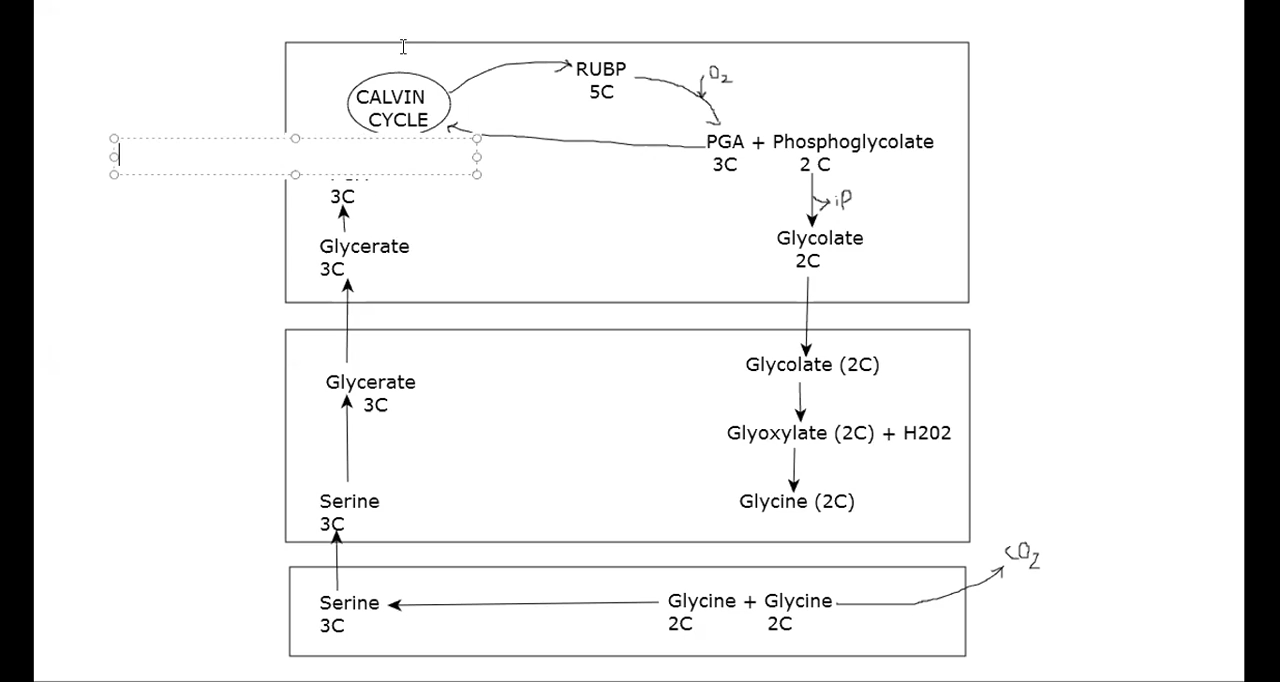 RUBP
5C
O2
CALVIN
CYCLE
PGA + Phosphoglycolate
3C 2 C
iP
3C
Glycerate
3C
Glycolate
2C
Glycolate (2C)
Glycerate
3C
Glyoxylate (2C) + H202
Glycine (2C)
Serine
3C
CO2
Serine
3C
Glycine + Glycine
2C 2C